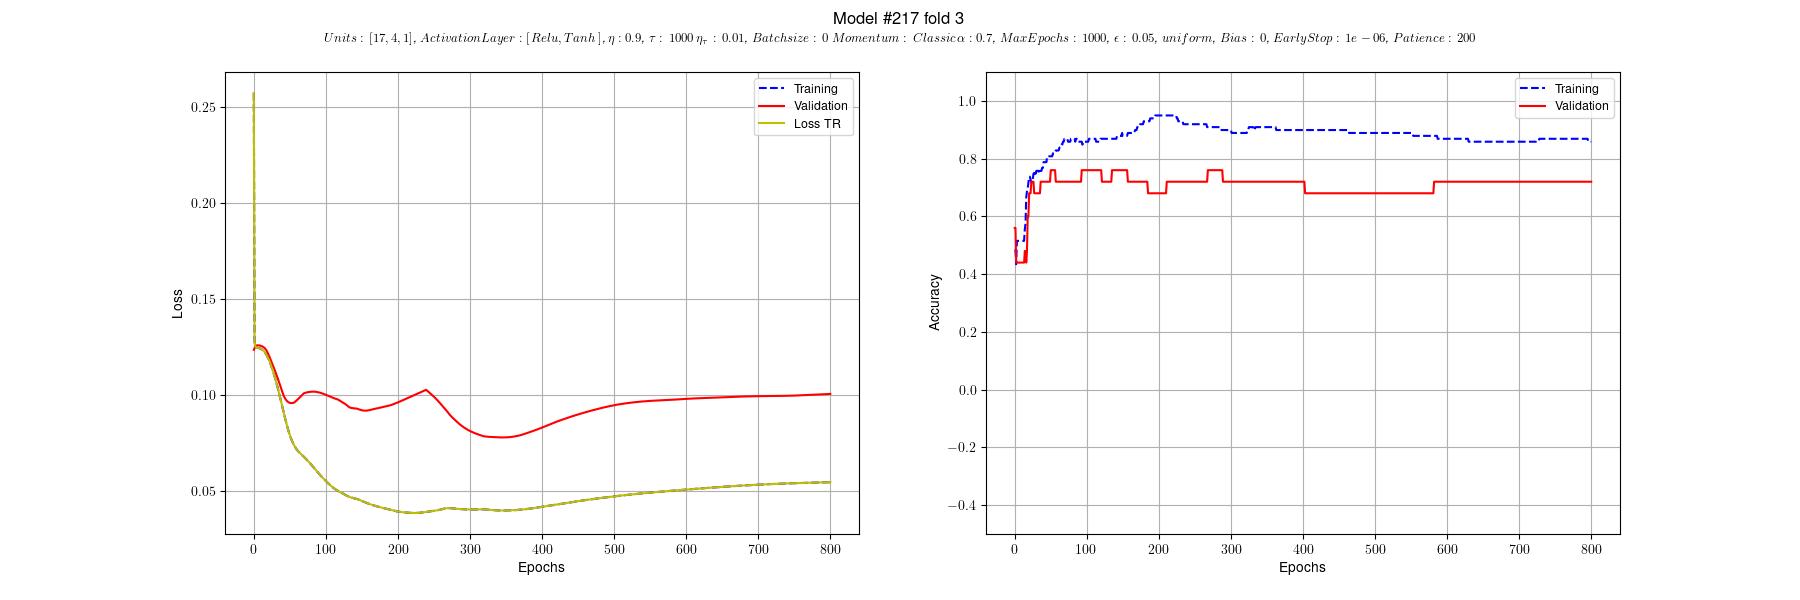 Model #217 fold 3
Units : [17, 4, 1], ActivationLayer : [Relu, Tanh], η : 0.9, τ : 1000 ητ : 0.01, Batchsize : 0 Momentum : Classicα : 0.7, MaxEpochs : 1000, ϵ : 0.05, uniform, Bias : 0, EarlyStop : 1e − 06, Patience : 200
Training
Validation
Loss TR
0.25
0.20
0.15
0.10
0.05
Loss
0 100 200 300 400 500 600 700 800
Epochs
Training
Validation
1.0
0.8
0.6
0.4
0.2
0.0
−0.2
−0.4
Accuracy
0 100 200 300 400 500 600 700 800
Epochs